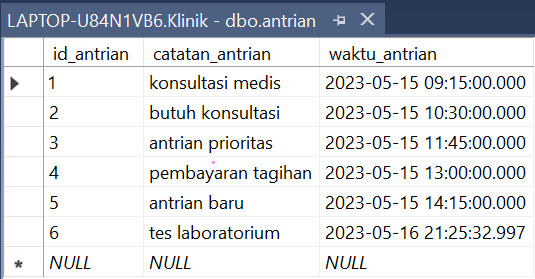 LAPTOP-U84N1VB6.Klinik - dbo.antrian
id_antrian catatan_antrian waktu_antrian
1 konsultasi medis 2023-05-15 09:15:00.000
2 butuh konsultasi 2023-05-15 10:30:00.000
3 antrian prioritas 2023-05-15 11:45:00.000
4 pembayaran tagihan 2023-05-15 13:00:00.000
5 antrian baru 2023-05-15 14:15:00.000
6 tes laboratorium 2023-05-16 21:25:32.997
NULL NULL NULL